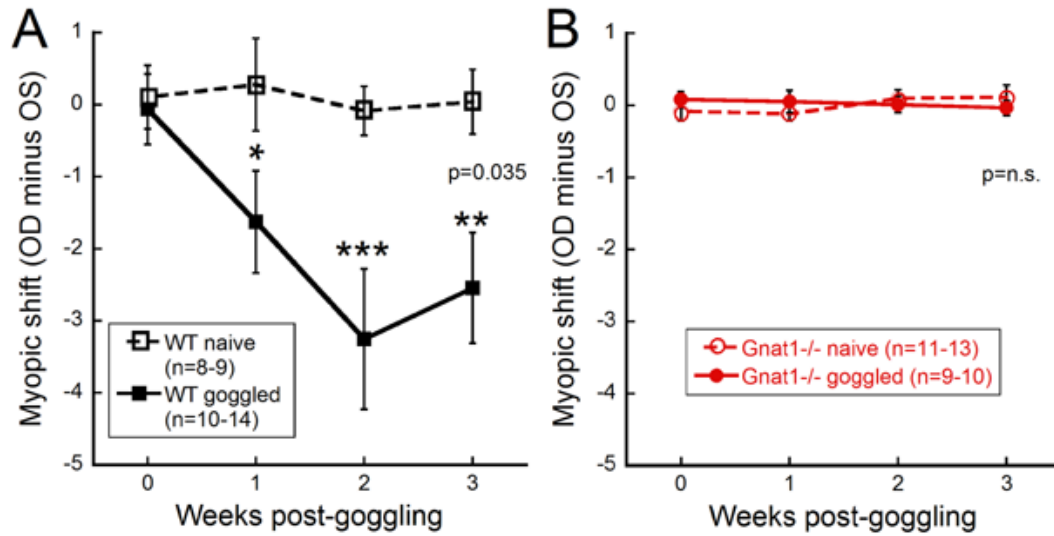 A
Myopic shift (OD minus OS)
1
0
-1
-2
-3
-4
-5
*
***
**
p=0.035
WT naive
(n=8-9)
WT goggled
(n=10-14)
0 1 2 3
Weeks post-goggling
B
Myopic shift (OD minus OS)
1
0
-1
-2
-3
-4
-5
p=n.s.
Gnat1-/- naive (n=11-13)
Gnat1-/- goggled (n=9-10)
0 1 2 3
Weeks post-goggling